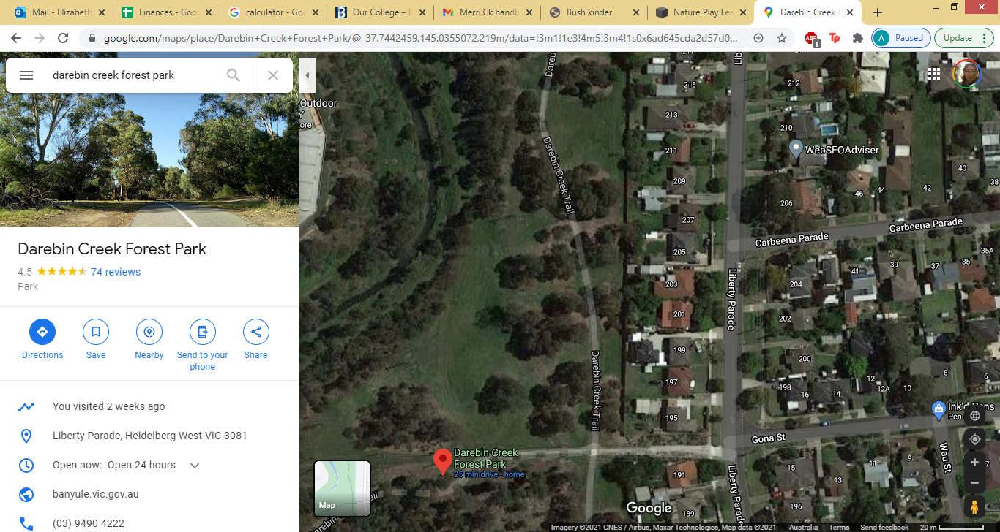 Mail - Elizabeth
Finances - Goo
calculator - Goo
Our College – B
Merri Ck handb
Bush kinder
Nature Play Lea
Darebin Creek F
google.com/maps/place/Darebin+Creek+Forest+Park/@-37.7442459,145.0355072,219m/data=!3m1!1e3!4m5!3m4!1s0x6ad645cda2d57d0...
ABP
1
Tp
A
Paused
Update
darebin creek forest park
Darebin Creek Forest Park
4.5
74 reviews
Park
Directions
Save
Nearby
Send to your
phone
Share
You visited 2 weeks ago
Liberty Parade, Heidelberg West VIC 3081
Open now: Open 24 hours
banyule.vic.gov.au
(03) 9490 4222
Outdoor
Y
tore
Dareb
Darebin Creek Trail
Darebin Creek Trail
217
215
213
211
209
207
205
203
201
199
197
195
191
189
Lib
Liberty Parade
Liberty Parade
212
210
WebSEOAdviser
206
46
44
42
40
38
Carbeena Parade
Carbeena Parade
35A
35
37
39
41
204
202
200
198
16
14
12
12A
10
8
6
Ink'd Pens
Pen
Gona St
Wau St
15
13
11
9
7
196
Darebin Creek
Forest Park
25 min drive - home
Map
ail
arebin
Google
Imagery ©2021 CNES / Airbus, Maxar Technologies, Map data ©2021
Australia
Terms
Send feedback
20 m